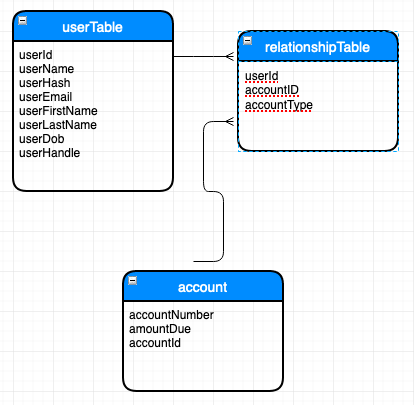 userTable
userId
userName
userHash
userEmail
userFirstName
userLastName
userDob
userHandle
relationshipTable
userId
accountID
accountType
account
accountNumber
amountDue
accountId